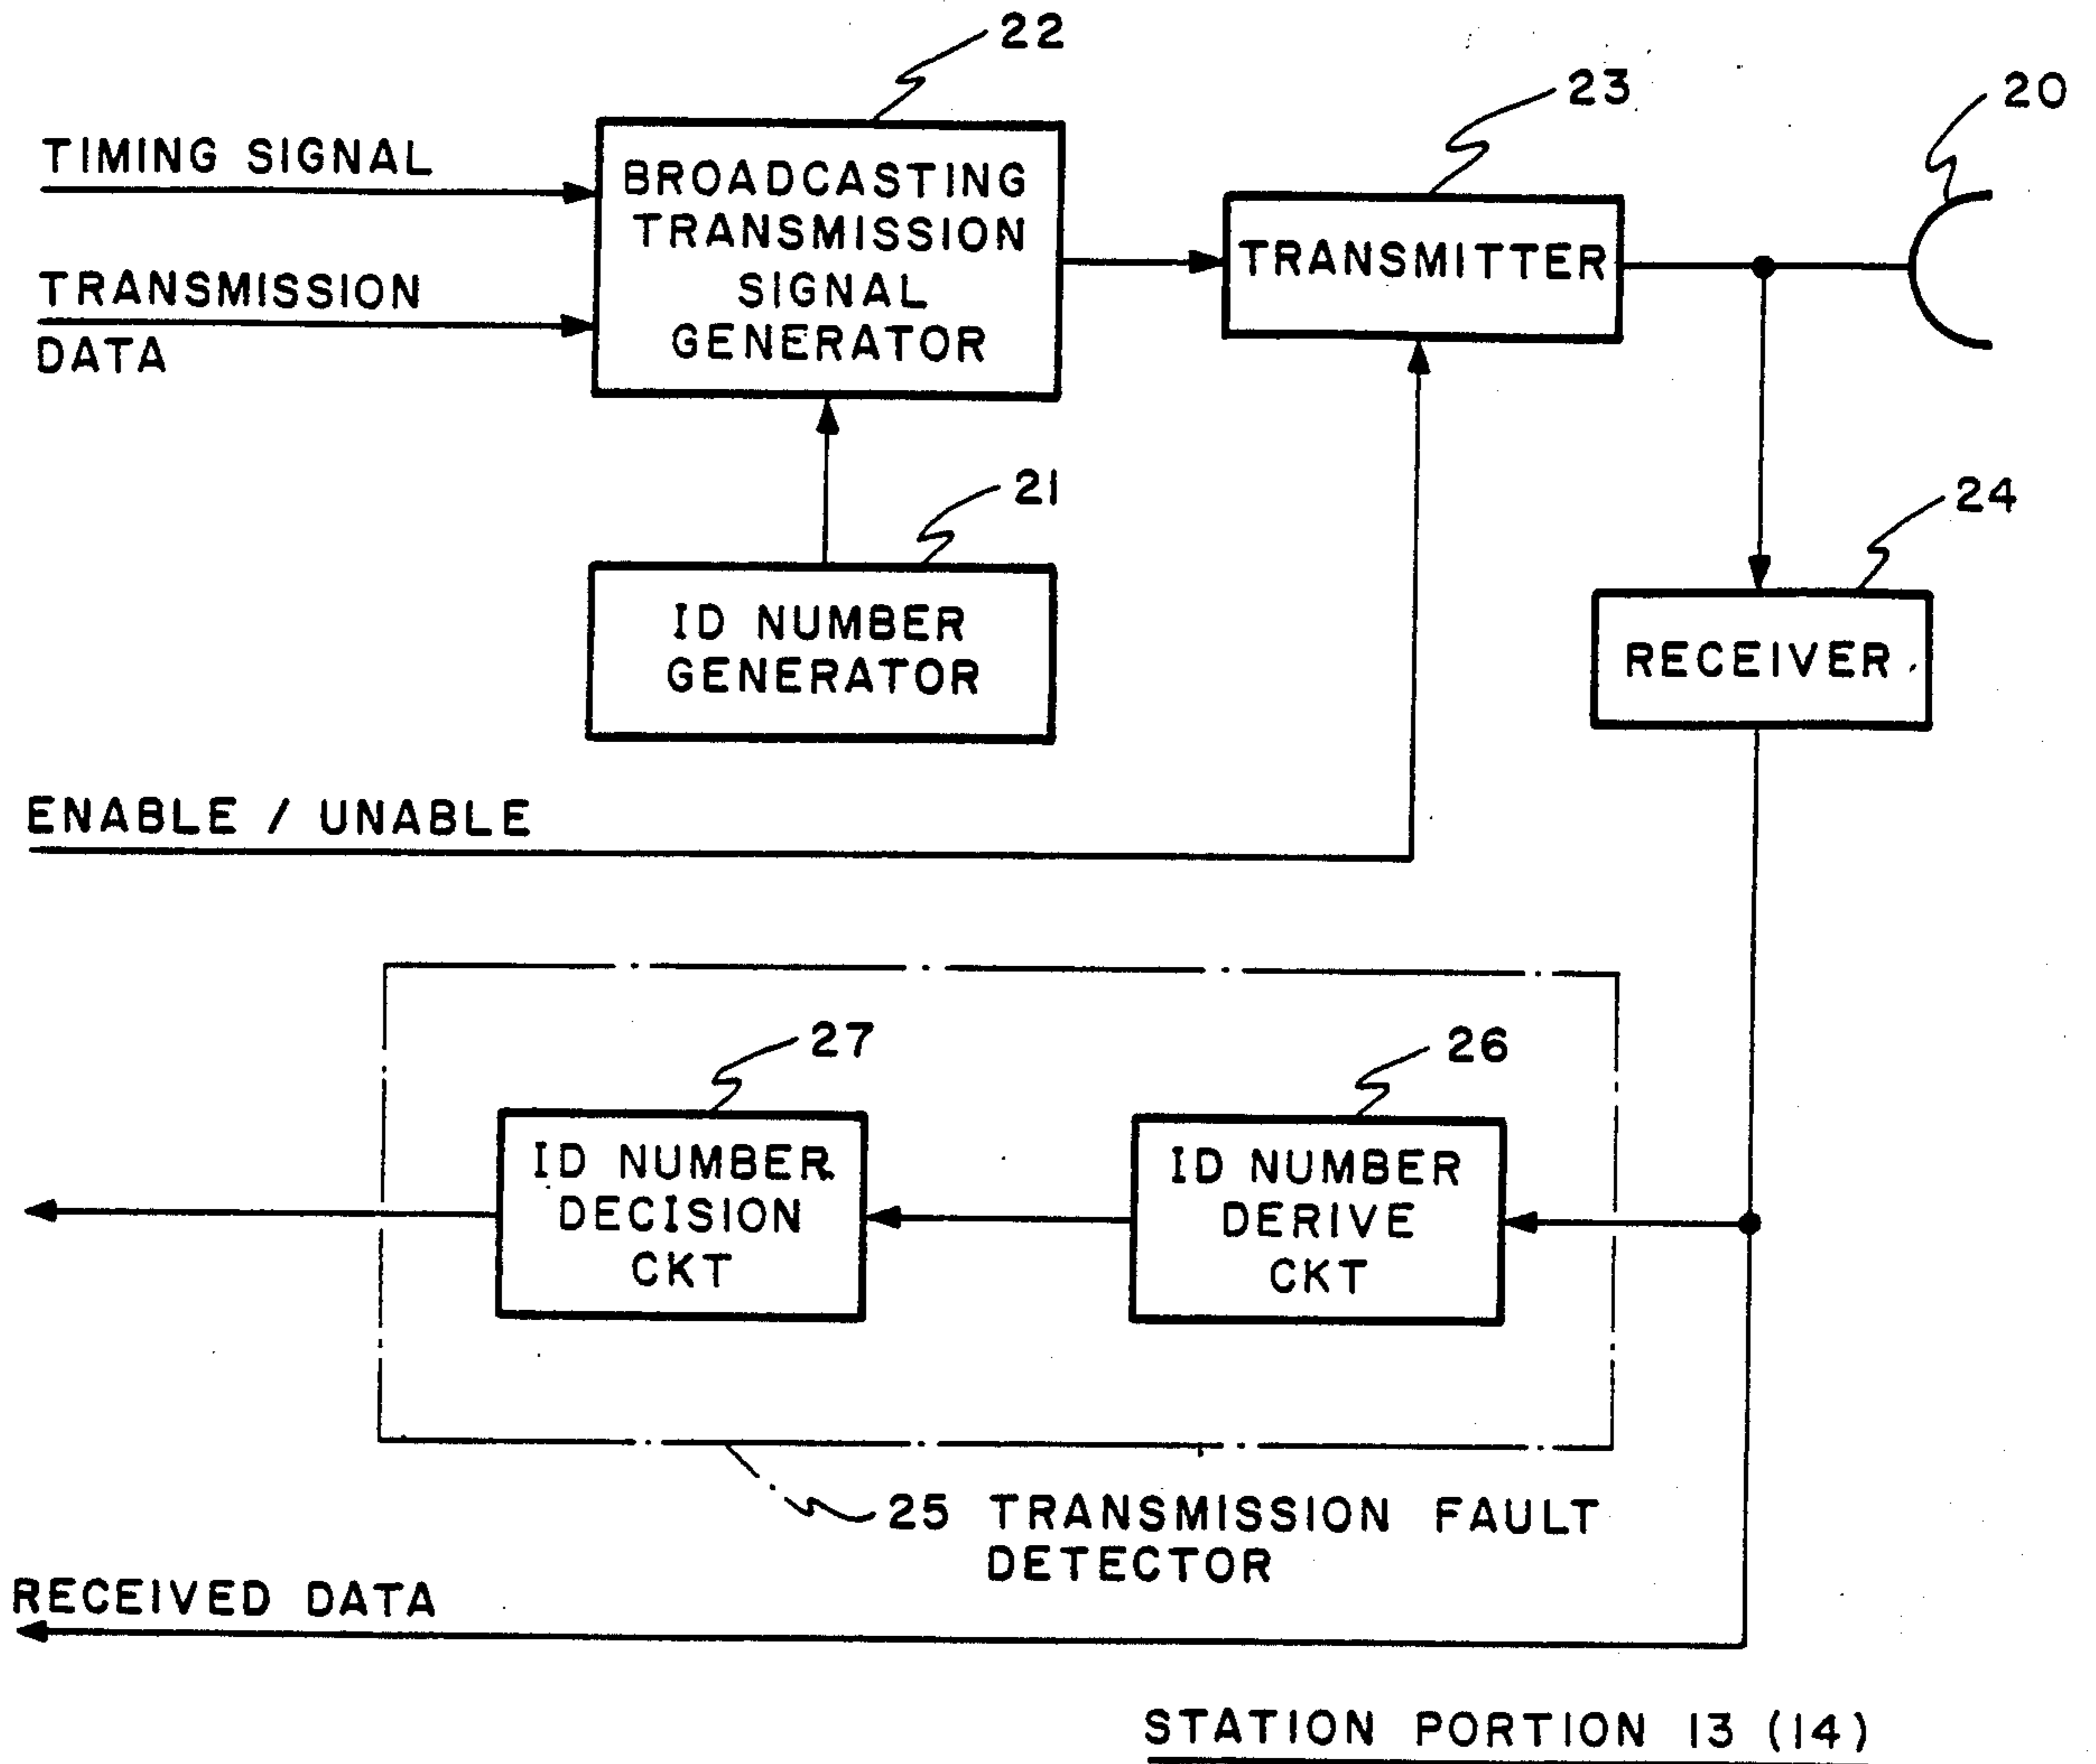 22
23
20
TIMING SIGNAL
TRANSMISSION
DATA
BROADCASTING
TRANSMISSION
SIGNAL
GENERATOR
TRANSMITTER
21
24
ID NUMBER
GENERATOR
RECEIVER
ENABLE / UNABLE
27
26
ID NUMBER
DECISION
CKT
ID NUMBER
DERIVE
CKT
25 TRANSMISSION FAULT
DETECTOR
RECEIVED DATA
STATION PORTION 13 (14)